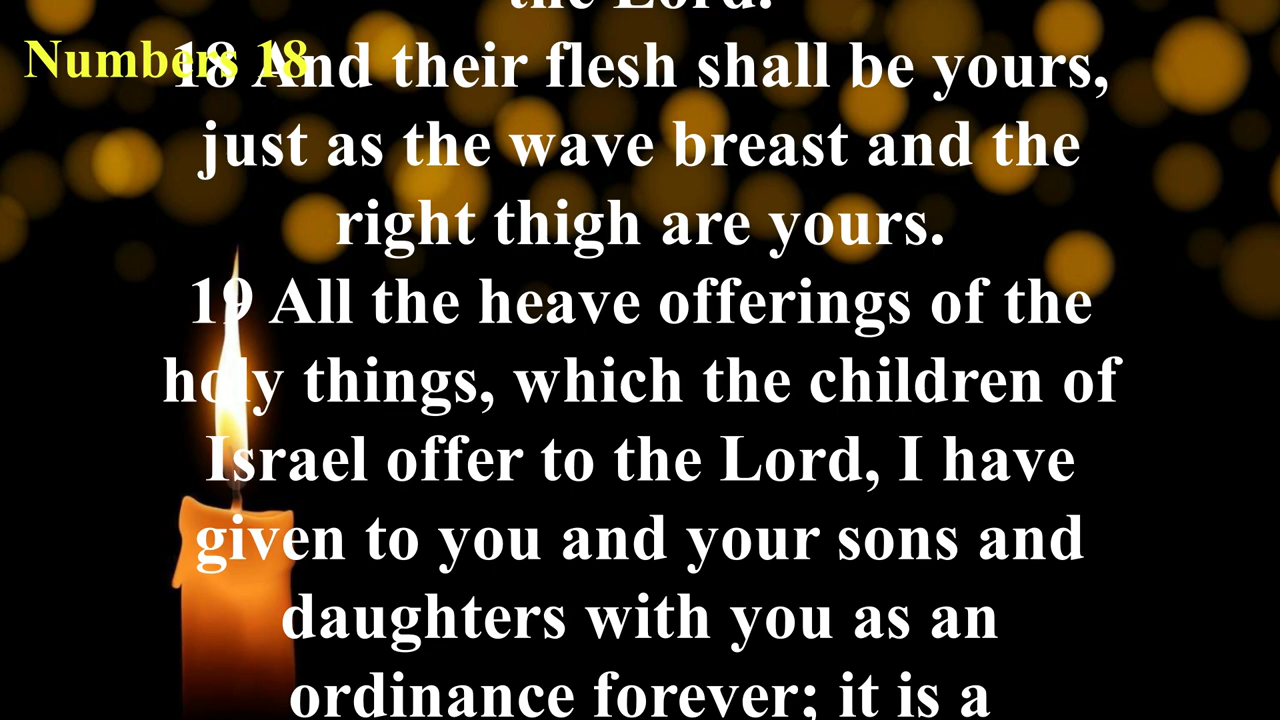 the Lord.
Numbers 18
18 And their flesh shall be yours,
just as the wave breast and the
right thigh are yours.
19 All the heave offerings of the
holy things, which the children of
Israel offer to the Lord, I have
given to you and your sons and
daughters with you as an
ordinance forever; it is a